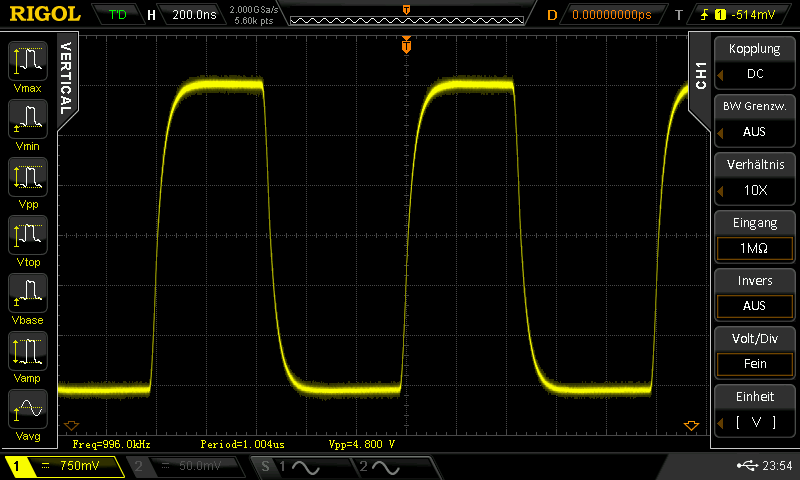 RIGOL T'D H 200.0ns 2.000GSa/s 5.60k pts T D 0.00000000ps T 1 -514mV
VERTICAL
Vmax
Vmin
Vpp
Vtop
Vbase
Vamp
Vavg
T
CH1
Kopplung
DC
BW Grenzw.
AUS
Verhältnis
10X
Eingang
1MΩ
Invers
AUS
Volt/Div
Fein
Einheit
[ V ]
Freq=996.0kHz Period=1.004us Vpp=4.800 V
1 750mV 2 50.0mV S 1 2 23:54